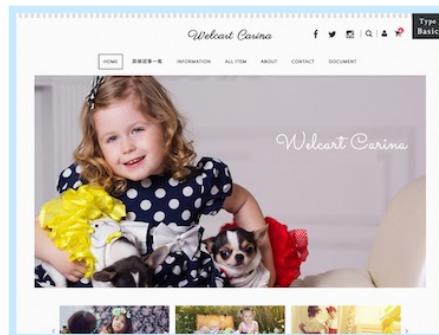 Welcart Carina
Type
Basic
HOME
INFORMATION
ALL ITEM
ABOUT
CONTACT
DOCUMENT
Welcart Carina